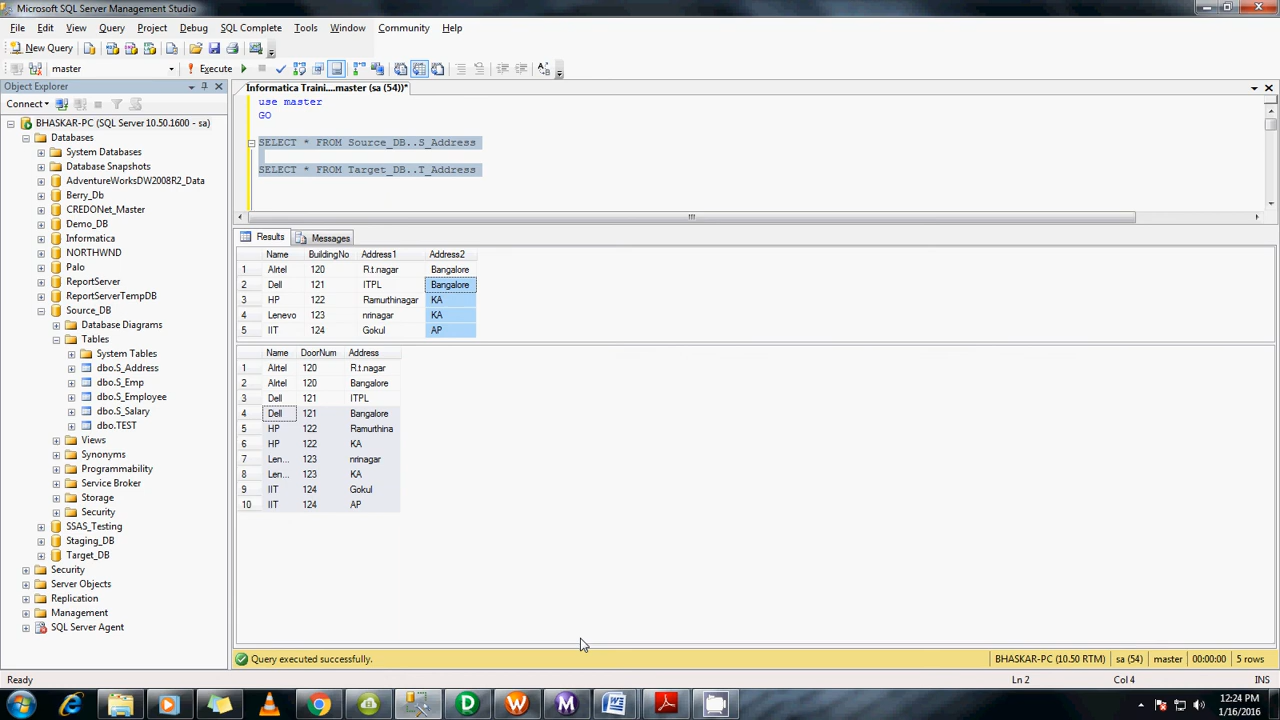 Microsoft SQL Server Management Studio
File Edit View Query Project Debug SQL Complete Tools Window Community Help
New Query
master Execute
Object Explorer
Connect
BHASKAR-PC (SQL Server 10.50.1600 - sa)
Databases
System Databases
Database Snapshots
AdventureWorksDW2008R2_Data
Berry_Db
CREDONet_Master
Demo_DB
Informatica
NORTHWND
Palo
ReportServer
ReportServerTempDB
Source_DB
Database Diagrams
Tables
System Tables
dbo.S_Address
dbo.S_Emp
dbo.S_Employee
dbo.S_Salary
dbo.TEST
Views
Synonyms
Programmability
Service Broker
Storage
Security
SSAS_Testing
Staging_DB
Target_DB
Security
Server Objects
Replication
Management
SQL Server Agent
Informatica Traini....master (sa (54))*
use master
GO
SELECT * FROM Source_DB..S_Address
SELECT * FROM Target_DB..T_Address
Results Messages
Name BuildingNo Address1 Address2
1 Airtel 120 R.t.nagar Bangalore
2 Dell 121 ITPL Bangalore
3 HP 122 Ramurthinagar KA
4 Lenevo 123 nrinagar KA
5 IIT 124 Gokul AP
Name DoorNum Address
1 Airtel 120 R.t.nagar
2 Airtel 120 Bangalore
3 Dell 121 ITPL
4 Dell 121 Bangalore
5 HP 122 Ramurthina
6 HP 122 KA
7 Len... 123 nrinagar
8 Len... 123 KA
9 IIT 124 Gokul
10 IIT 124 AP
Query executed successfully. BHASKAR-PC (10.50 RTM) sa (54) master 00:00:00 5 rows
Ready Ln 2 Col 4 INS
12:24 PM
1/16/2016